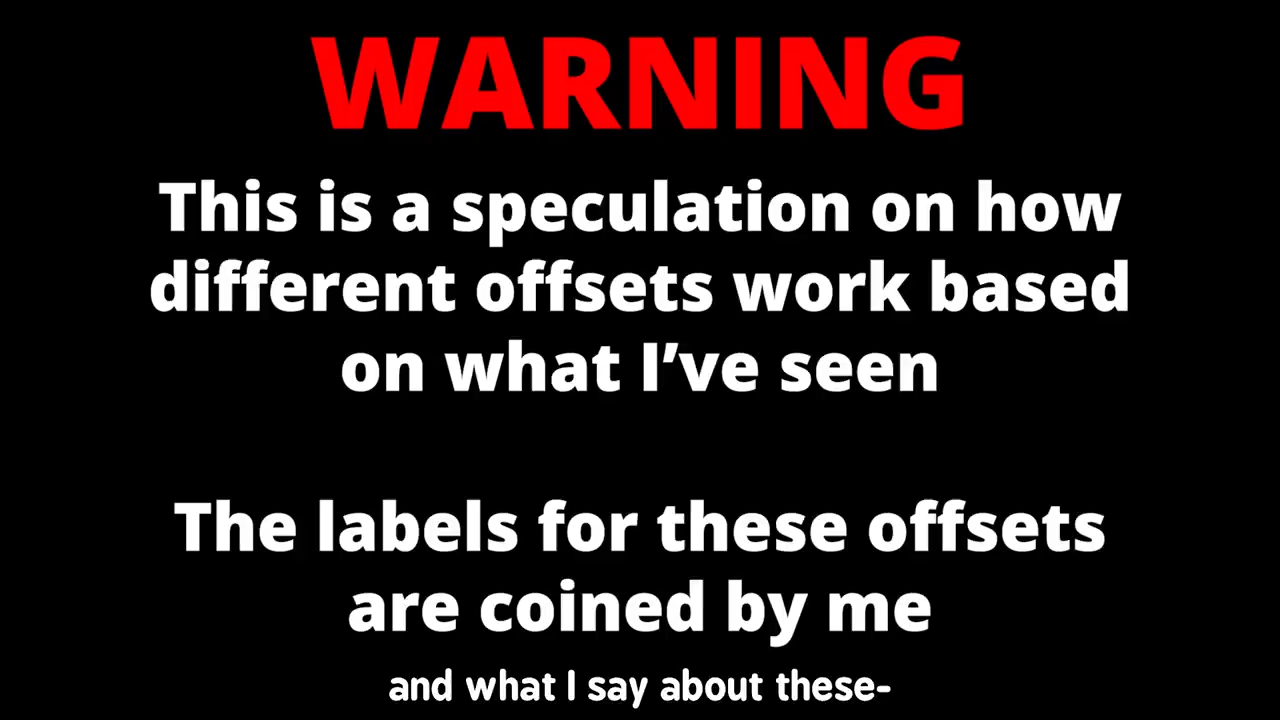 WARNING
This is a speculation on how
different offsets work based
on what I’ve seen
The labels for these offsets
are coined by me
and what I say about these-